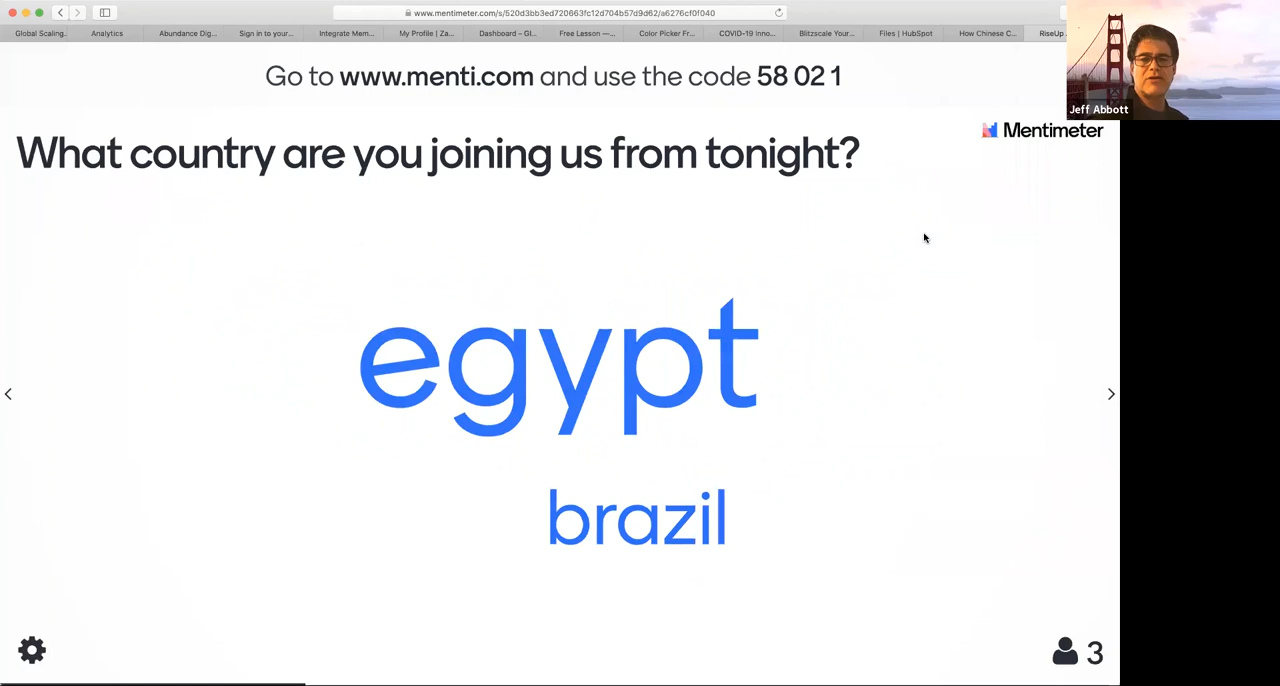 www.mentimeter.com/s/520d3bb3ed720663fc12d704b57d9d62/a6276cf0f040
Global Scaling.. Analytics Abundance Dig... Sign in to your... Integrate Mem... My Profile | Za... Dashboard – Gl... Free Lesson —... Color Picker Fr... COVID-19 Inno... Blitzscale Your... Files | HubSpot How Chinese C... RiseUp
Go to www.menti.com and use the code 58 02 1
Jeff Abbott
Mentimeter
What country are you joining us from tonight?
egypt
brazil
3